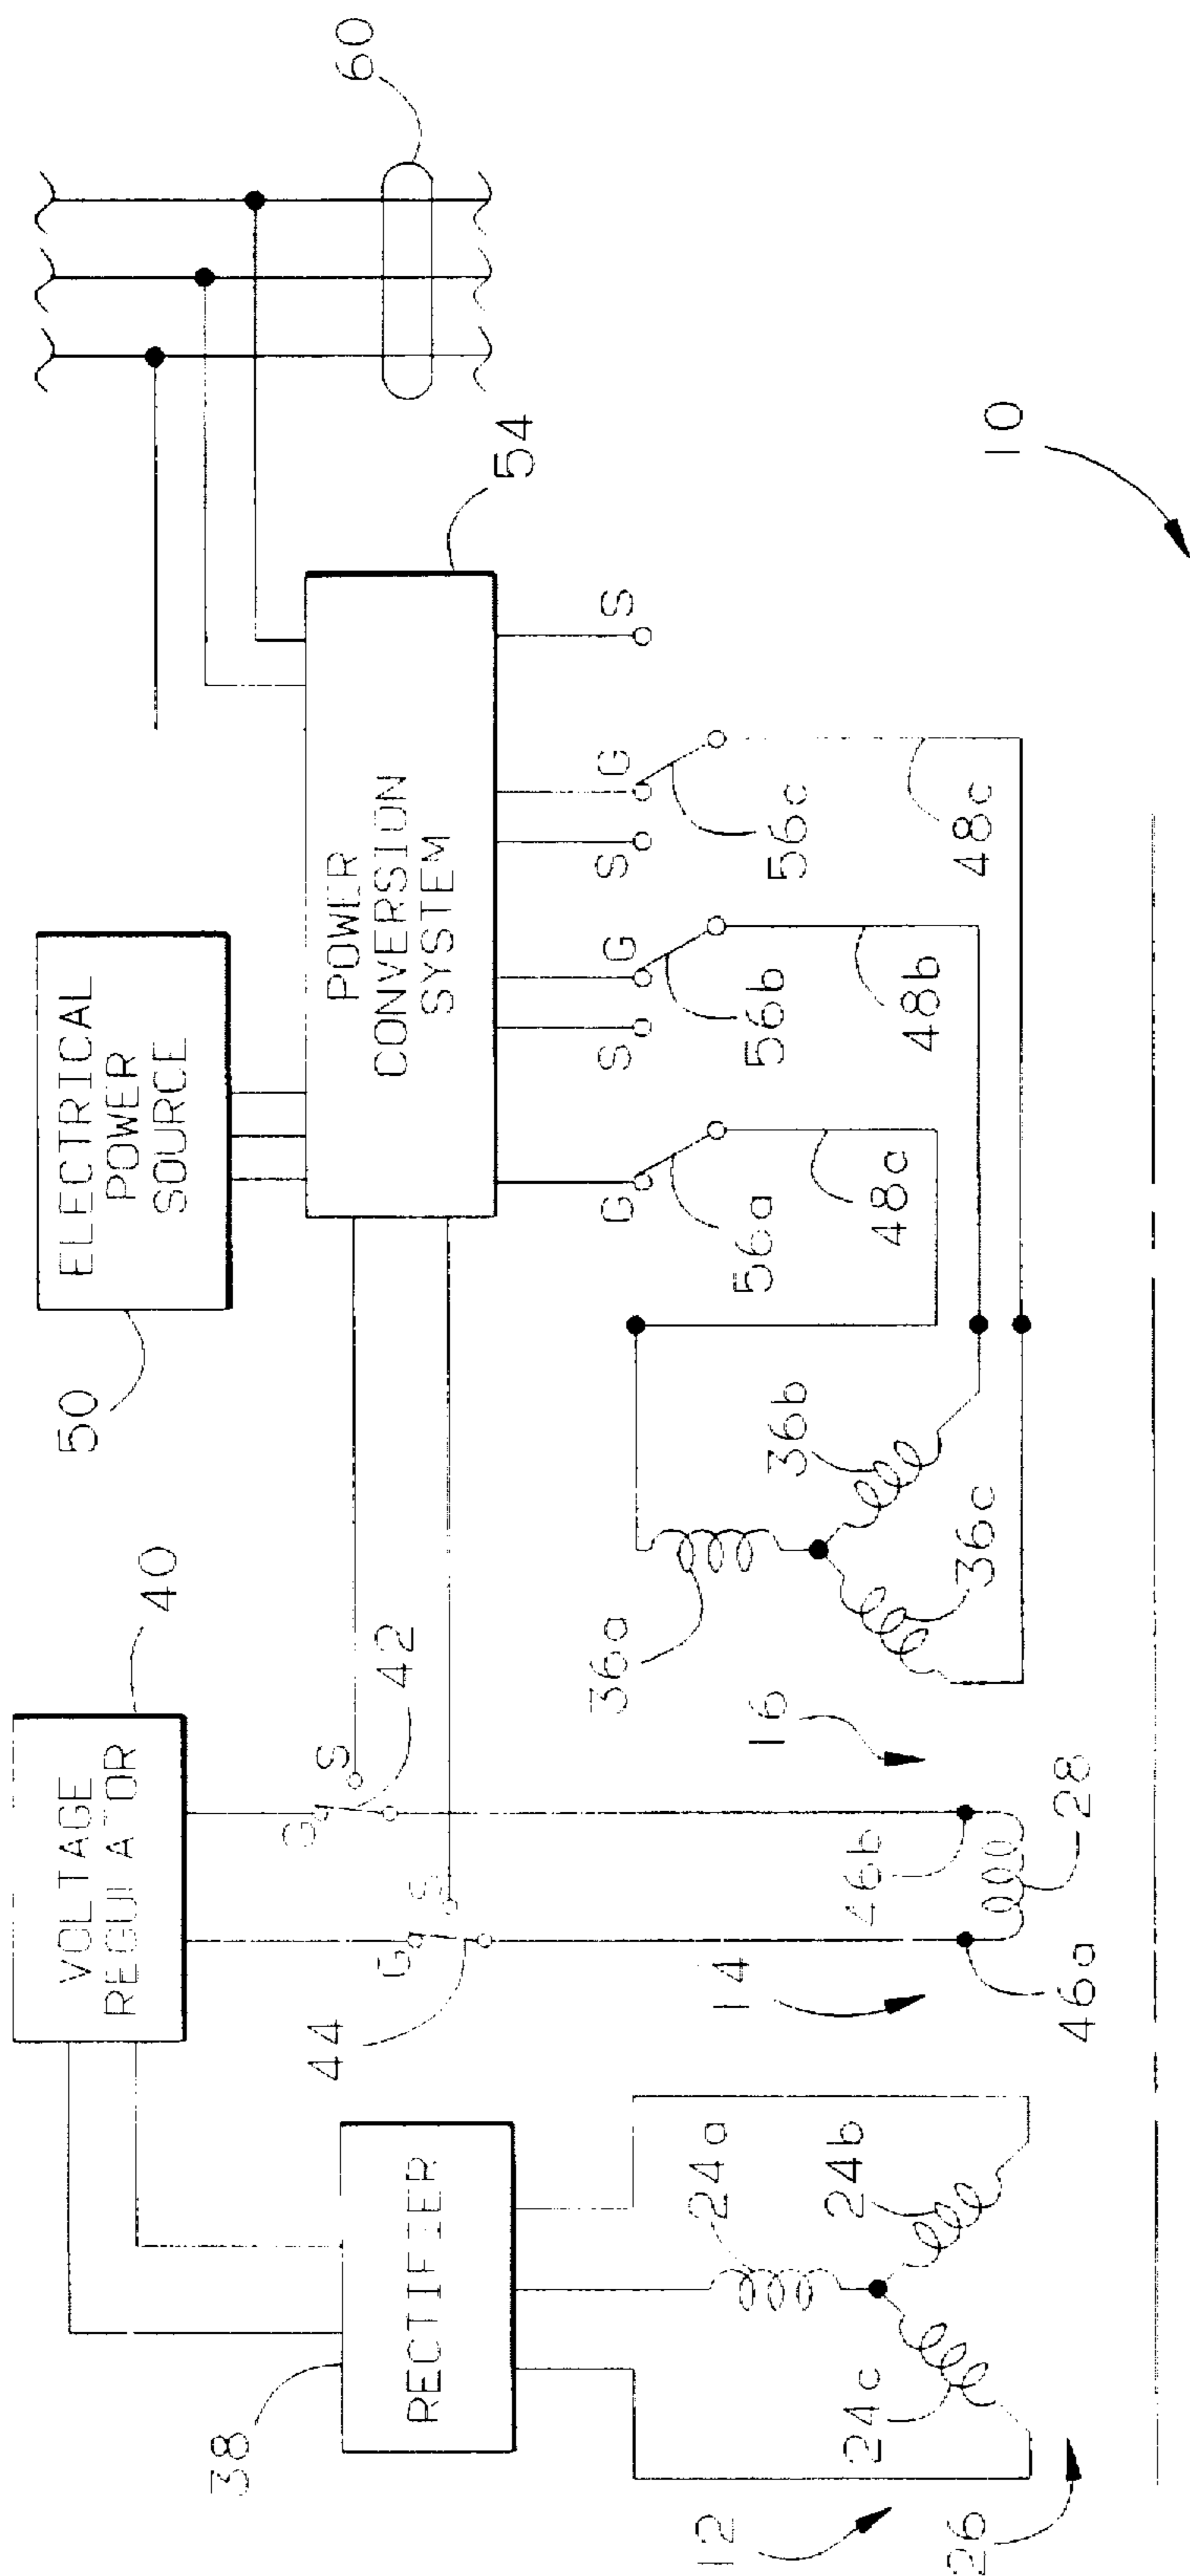 VOLTAGE
REGULATOR
40
50
ELECTRICAL
POWER
SOURCE
60
38
RECTIFIER
44
G
S
G
S
42
POWER
CONVERSION
SYSTEM
54
12
24a
14
16
36a
G
56a
S
G
56b
S
G
56c
S
24c
24b
46b
36b
48a
48b
48c
26
46a
28
36c
10